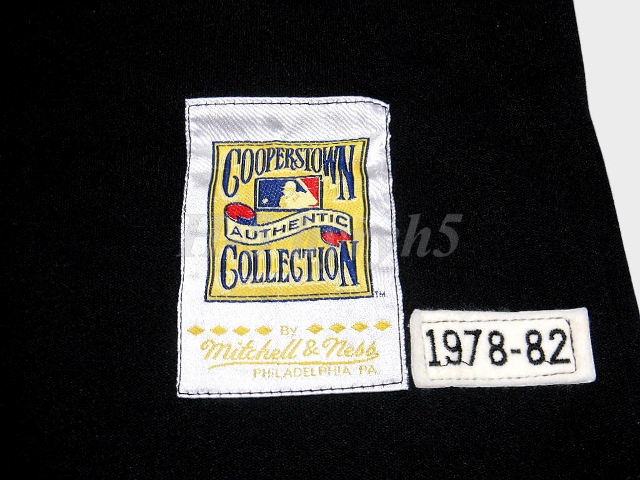 COOPERSTOWN
AUTHENTIC
COLLECTION
TM
By
Mitchell & Ness
PHILADELPHIA, PA.
1978-82